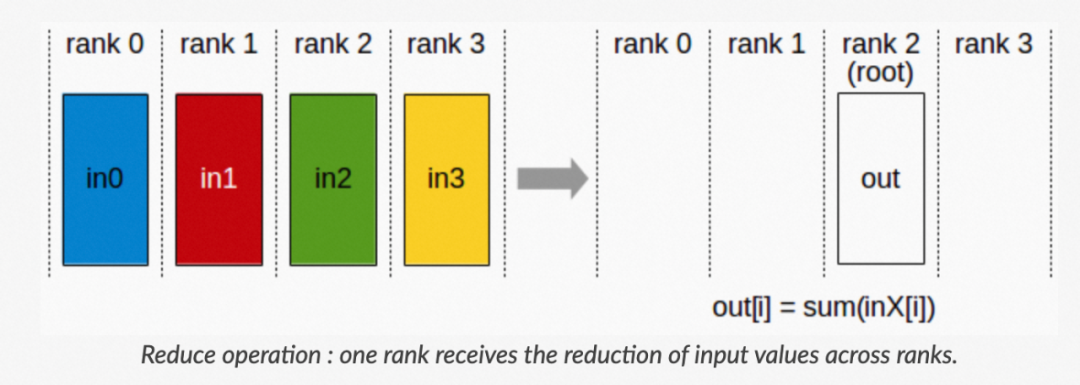 rank 0 rank 1 rank 2 rank 3 rank 0 rank 1 rank 2 rank 3
(root)
in0 in1 in2 in3 out
out[i] = sum(inX[i])
Reduce operation : one rank receives the reduction of input values across ranks.